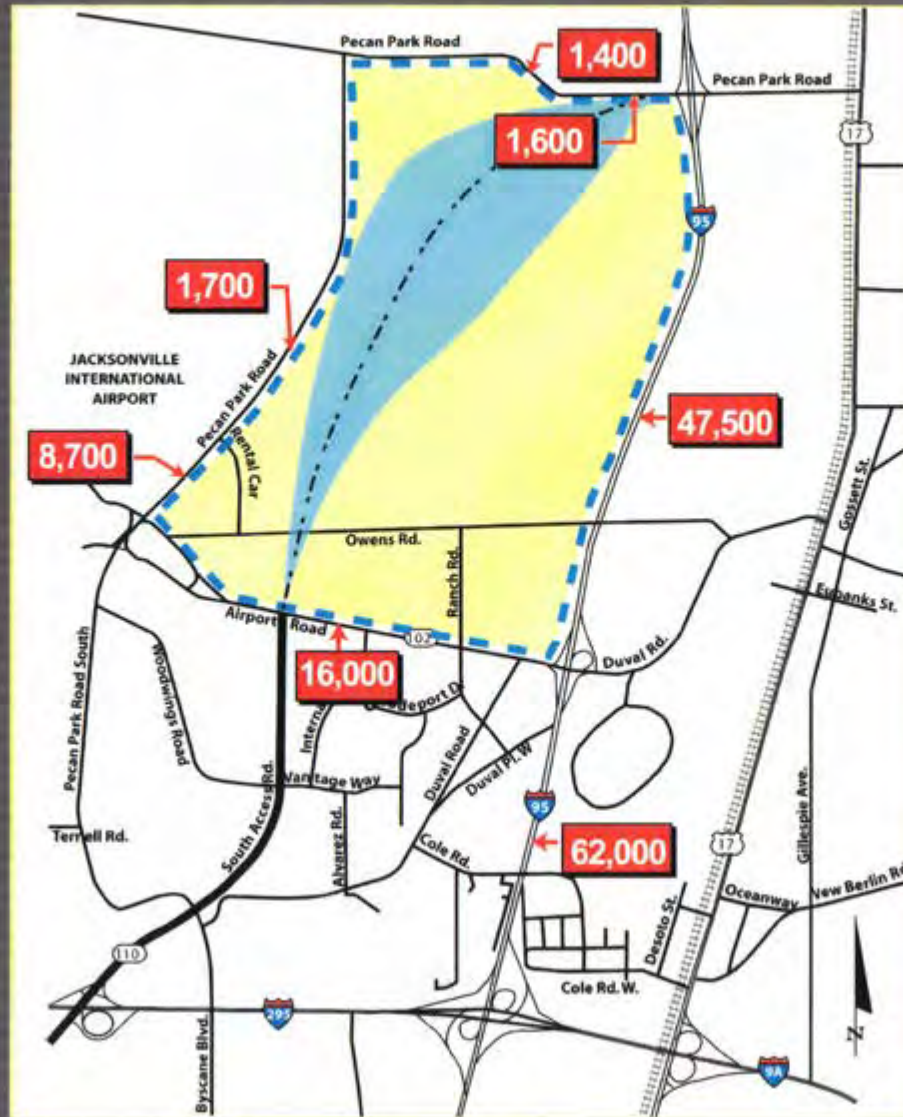 Pecan Park Road
1,400
Pecan Park Road
17
1,600
95
1,700
JACKSONVILLE
INTERNATIONAL
AIRPORT
Pecan Park Road
47,500
8,700
Rental Car
Gossett St.
Owens Rd.
Ranch Rd.
Eubanks St.
Airport Road
102
Duval Rd.
16,000
Woodwings Road
Pecan Park Road South
Duval Road
Duval Pl. W
Vantage Way
95
Gillespie Ave.
Terrell Rd.
South Access Rd.
Alvarez Rd.
Cole Rd.
62,000
17
Oceanway
New Berlin Rd
Desoto St.
110
Cole Rd. W.
295
N
9A
Byscane Blvd.